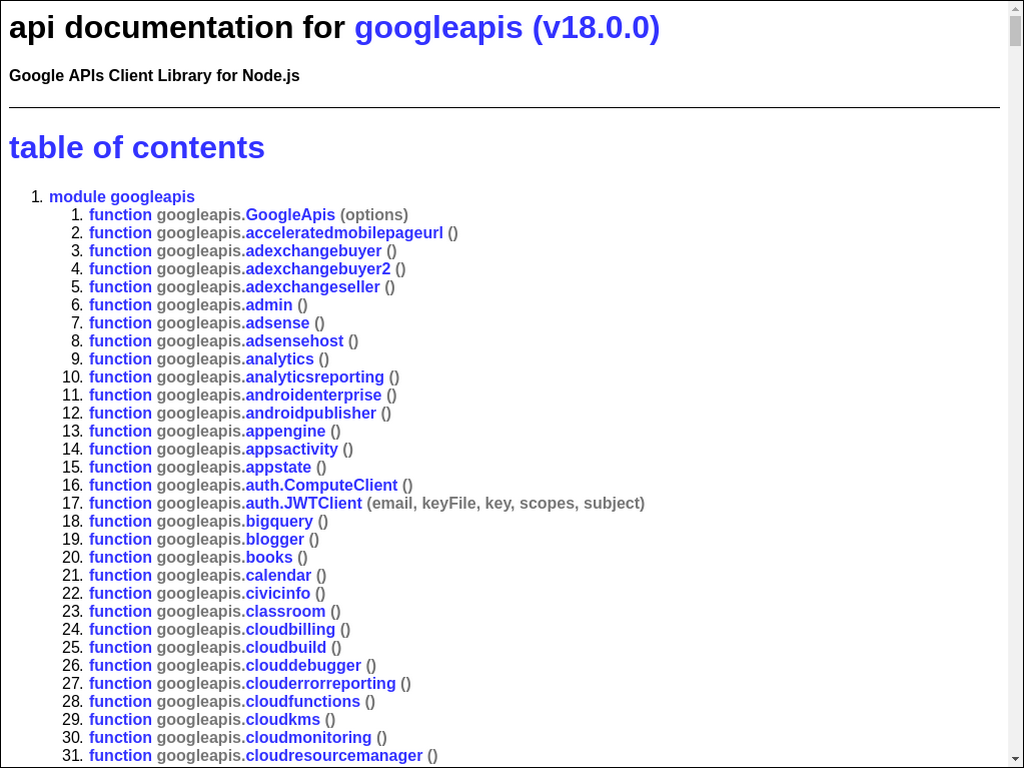 api documentation for googleapis (v18.0.0)
Google APIs Client Library for Node.js
table of contents
1. module googleapis
1. function googleapis.GoogleApis (options)
2. function googleapis.acceleratedmobilepageurl ()
3. function googleapis.adexchangebuyer ()
4. function googleapis.adexchangebuyer2 ()
5. function googleapis.adexchangeseller ()
6. function googleapis.admin ()
7. function googleapis.adsense ()
8. function googleapis.adsensehost ()
9. function googleapis.analytics ()
10. function googleapis.analyticsreporting ()
11. function googleapis.androidenterprise ()
12. function googleapis.androidpublisher ()
13. function googleapis.appengine ()
14. function googleapis.appsactivity ()
15. function googleapis.appstate ()
16. function googleapis.auth.ComputeClient ()
17. function googleapis.auth.JWTClient (email, keyFile, key, scopes, subject)
18. function googleapis.bigquery ()
19. function googleapis.blogger ()
20. function googleapis.books ()
21. function googleapis.calendar ()
22. function googleapis.civicinfo ()
23. function googleapis.classroom ()
24. function googleapis.cloudbilling ()
25. function googleapis.cloudbuild ()
26. function googleapis.clouddebugger ()
27. function googleapis.clouderrorreporting ()
28. function googleapis.cloudfunctions ()
29. function googleapis.cloudkms ()
30. function googleapis.cloudmonitoring ()
31. function googleapis.cloudresourcemanager ()